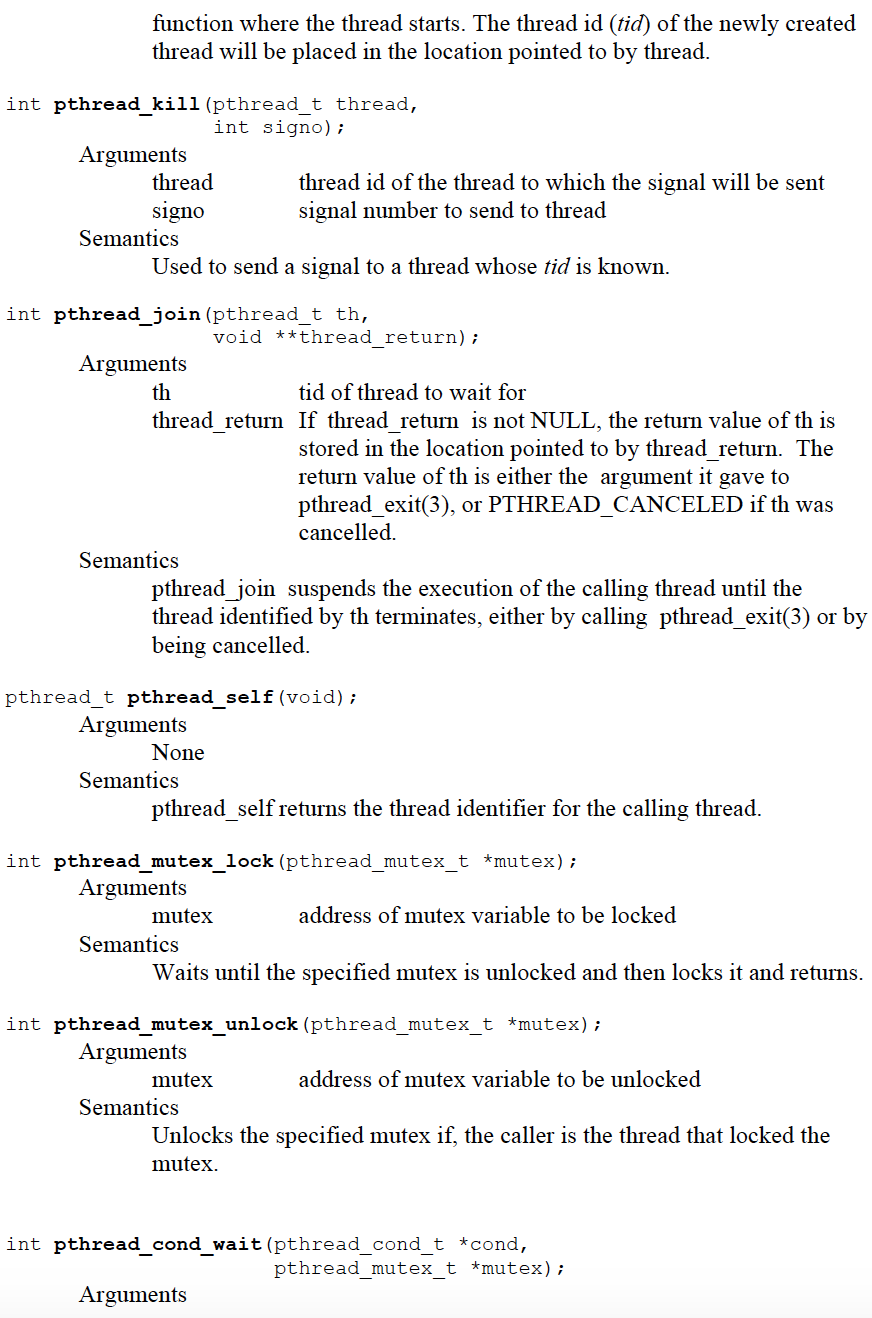 function where the thread starts. The thread id (tid) of the newly created
thread will be placed in the location pointed to by thread.
int pthread_kill(pthread_t thread,
int signo);
Arguments
thread thread id of the thread to which the signal will be sent
signo signal number to send to thread
Semantics
Used to send a signal to a thread whose tid is known.
int pthread_join(pthread_t th,
void **thread_return);
Arguments
th tid of thread to wait for
thread_return If thread_return is not NULL, the return value of th is
stored in the location pointed to by thread_return. The
return value of th is either the argument it gave to
pthread_exit(3), or PTHREAD_CANCELED if th was
cancelled.
Semantics
pthread_join suspends the execution of the calling thread until the
thread identified by th terminates, either by calling pthread_exit(3) or by
being cancelled.
pthread_t pthread_self(void);
Arguments
None
Semantics
pthread_self returns the thread identifier for the calling thread.
int pthread_mutex_lock(pthread_mutex_t *mutex);
Arguments
mutex address of mutex variable to be locked
Semantics
Waits until the specified mutex is unlocked and then locks it and returns.
int pthread_mutex_unlock(pthread_mutex_t *mutex);
Arguments
mutex address of mutex variable to be unlocked
Semantics
Unlocks the specified mutex if, the caller is the thread that locked the
mutex.
int pthread_cond_wait(pthread_cond_t *cond,
pthread_mutex_t *mutex);
Arguments